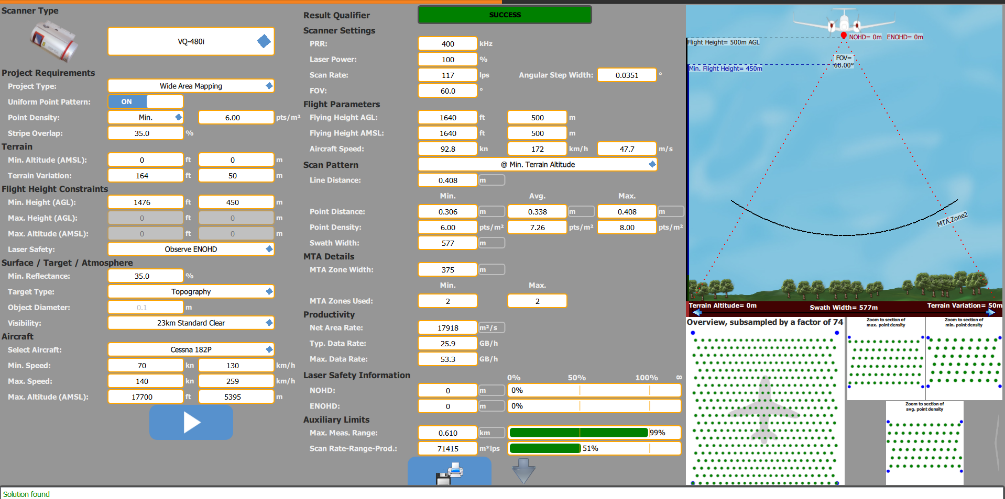 Scanner Type
VQ-480i
Project Requirements
Project Type: Wide Area Mapping
Uniform Point Pattern: ON
Point Density: Min. 6.00 pts/m²
Stripe Overlap: 35.0 %
Terrain
Min. Altitude (AMSL): 0 ft 0 m
Terrain Variation: 164 ft 50 m
Flight Height Constraints
Min. Height (AGL): 1476 ft 450 m
Max. Height (AGL): 0 ft 0 m
Max. Altitude (AMSL): 0 ft 0 m
Laser Safety: Observe ENOHD
Surface / Target / Atmosphere
Min. Reflectance: 35.0 %
Target Type: Topography
Object Diameter: 0.1 m
Visibility: 23km Standard Clear
Aircraft
Select Aircraft: Cessna 182P
Min. Speed: 70 kn 130 km/h
Max. Speed: 140 kn 259 km/h
Max. Altitude (AMSL): 17700 ft 5395 m
Result Qualifier SUCCESS
Scanner Settings
PRR: 400 kHz
Laser Power: 100 %
Scan Rate: 117 lps Angular Step Width: 0.0351 °
FOV: 60.0 °
Flight Parameters
Flying Height AGL: 1640 ft 500 m
Flying Height AMSL: 1640 ft 500 m
Aircraft Speed: 92.8 kn 172 km/h 47.7 m/s
Scan Pattern @ Min. Terrain Altitude
Line Distance: 0.408 m
Min. Avg. Max.
Point Distance: 0.306 m 0.338 m 0.408 m
Point Density: 6.00 pts/m² 7.26 pts/m² 8.00 pts/m²
Swath Width: 577 m
MTA Details
MTA Zone Width: 375 m
Min. Max.
MTA Zones Used: 2 2
Productivity
Net Area Rate: 17918 m²/s
Typ. Data Rate: 25.9 GB/h
Max. Data Rate: 53.3 GB/h
Laser Safety Information 0% 50% 100% ∞
NOHD: 0 m 0%
ENOHD: 0 m 0%
Auxiliary Limits
Max. Meas. Range: 0.610 km 99%
Scan Rate-Range-Prod.: 71415 m*lps 51%
NOHD= 0m ENOHD= 0m
Flight Height= 500m AGL
FOV=
60.00°
Min. Flight Height= 450m
MTA Zone2
Terrain Altitude= 0m Swath Width= 577m Terrain Variation= 50m
Overview, subsampled by a factor of 74
Zoom to section of
max. point density
Zoom to section of
min. point density
Zoom to section of
avg. point density
Solution found